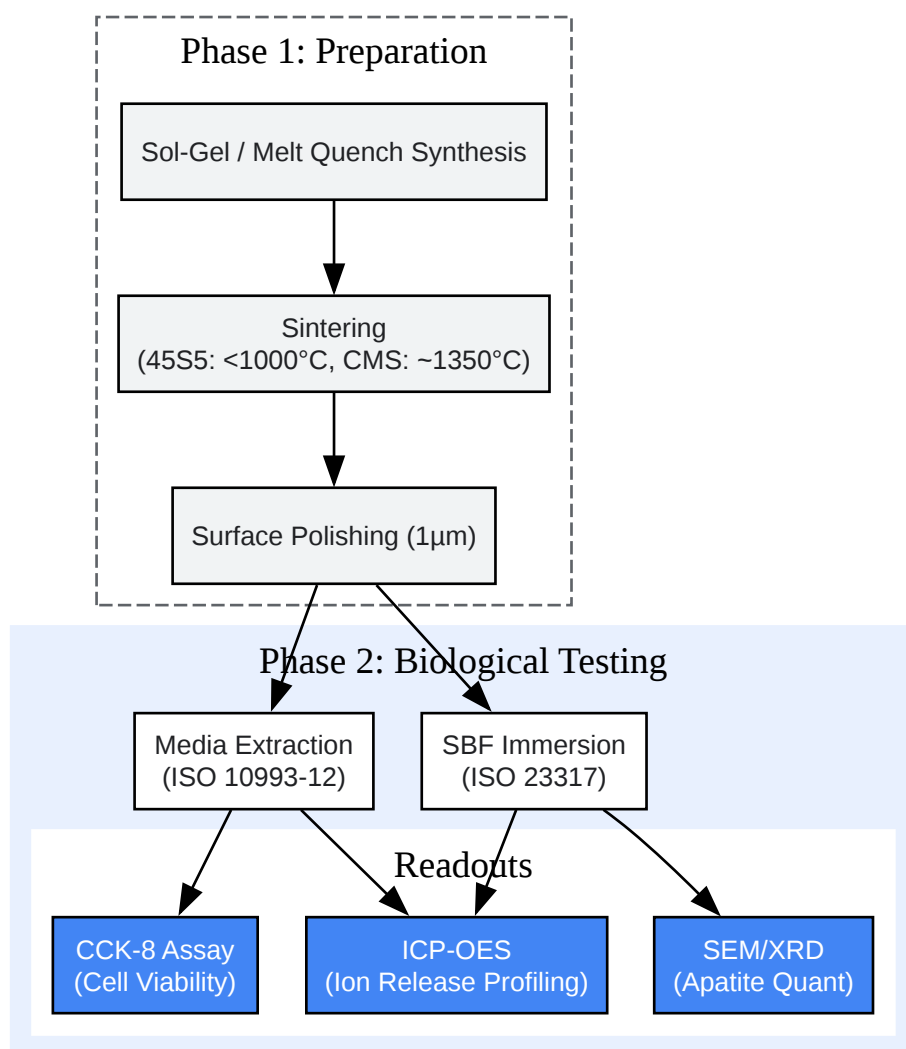 Phase 1: Preparation
Sol-Gel / Melt Quench Synthesis
Sintering
(45S5: <1000°C, CMS: ~1350°C)
Surface Polishing (1µm)
Phase 2: Biological Testing
Media Extraction
(ISO 10993-12)
SBF Immersion
(ISO 23317)
Readouts
CCK-8 Assay
(Cell Viability)
ICP-OES
(Ion Release Profiling)
SEM/XRD
(Apatite Quant)